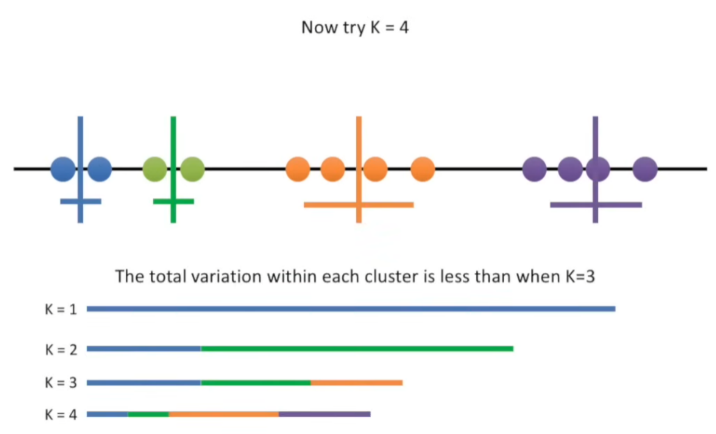 Now try K = 4
The total variation within each cluster is less than when K=3
K = 1
K = 2
K = 3
K = 4